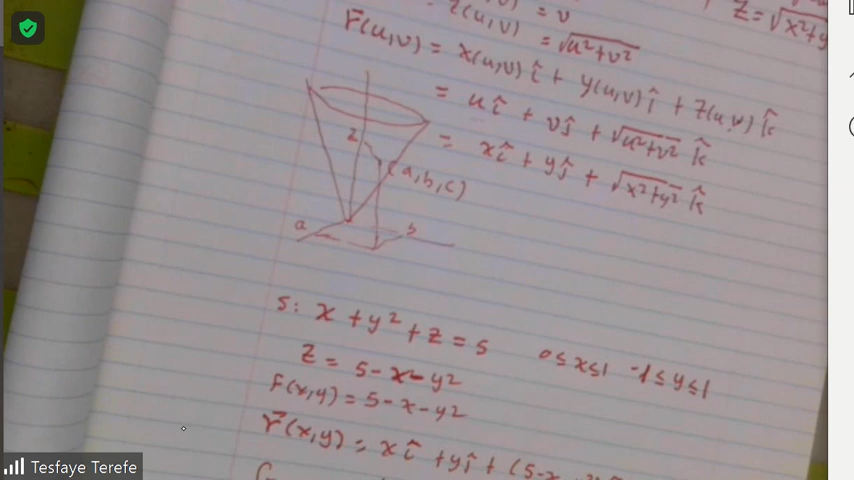 z(u,v) = √u²+v²
z = √x²+y
r⃗(u,v) = x(u,v) î + y(u,v) ĵ + z(u,v) k̂
= u î + v ĵ + √u²+v² k̂
= x î + y ĵ + √x²+y² k̂
z
(a,b,c)
a
b
S: x + y² + z = 5 0≤x≤1 -1≤y≤1
z = 5-x-y²
f(x,y) = 5-x-y²
r⃗(x,y) = x î + y ĵ + (5-x
Tesfaye Terefe